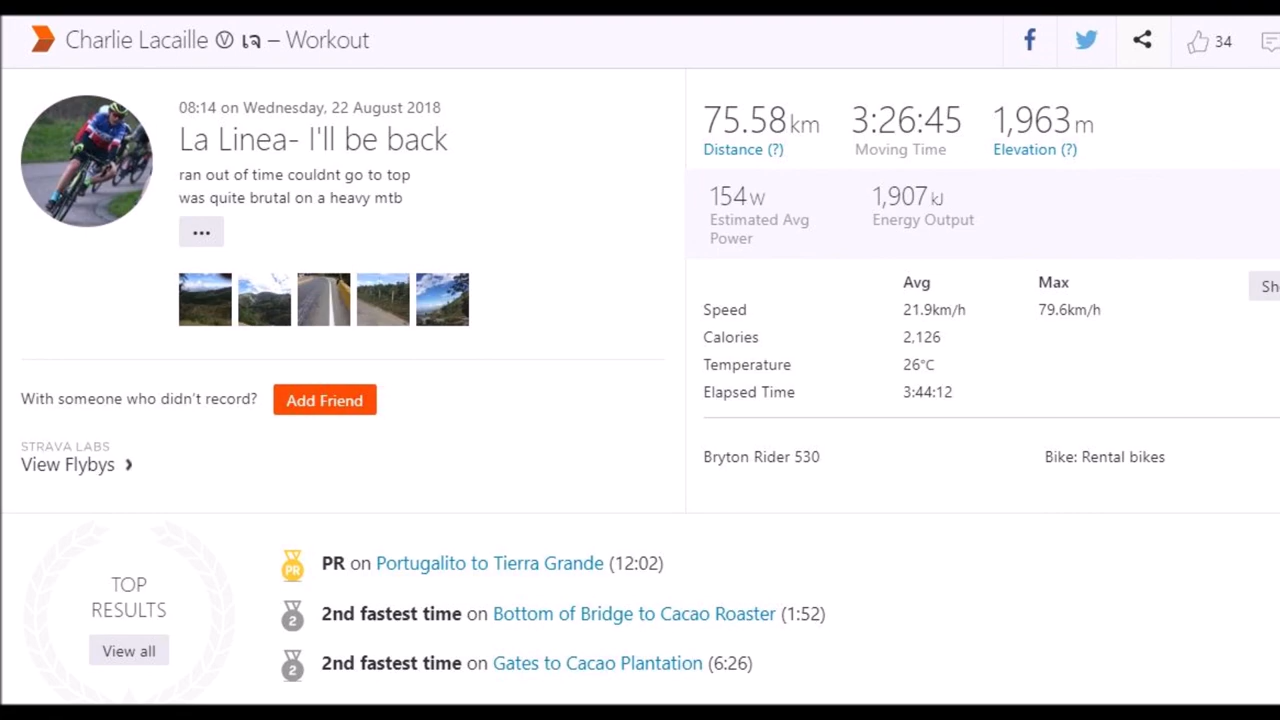 Charlie Lacaille Ⓥ เจ – Workout
34
08:14 on Wednesday, 22 August 2018
La Linea- I'll be back
ran out of time couldnt go to top
was quite brutal on a heavy mtb
...
With someone who didn't record?
Add Friend
STRAVA LABS
View Flybys
75.58km
3:26:45
1,963m
Distance (?)
Moving Time
Elevation (?)
154W
1,907kJ
Estimated Avg
Power
Energy Output
Avg Max
Speed 21.9km/h 79.6km/h
Calories 2,126
Temperature 26°C
Elapsed Time 3:44:12
Bryton Rider 530
Bike: Rental bikes
TOP
RESULTS
View all
PR
PR on Portugalito to Tierra Grande (12:02)
2
2nd fastest time on Bottom of Bridge to Cacao Roaster (1:52)
2
2nd fastest time on Gates to Cacao Plantation (6:26)